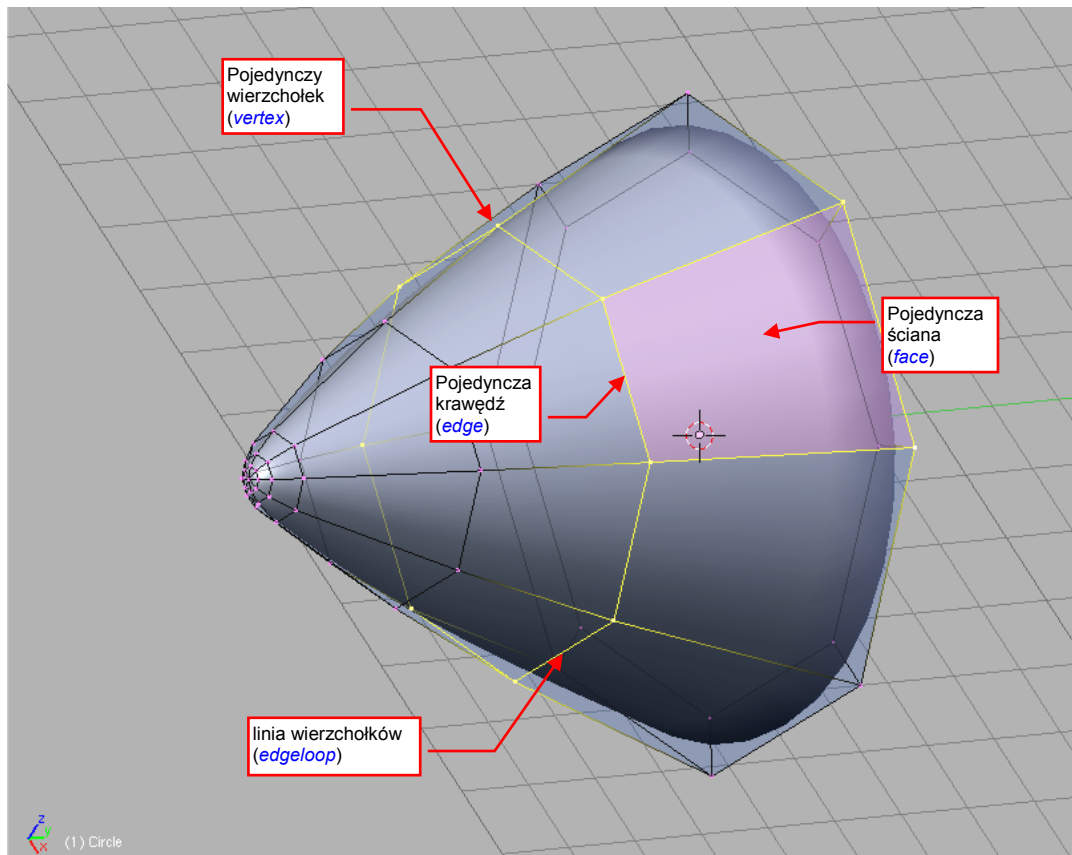 Pojedynczy
wierzchołek
(vertex)
Pojedyncza
ściana
(face)
Pojedyncza
krawędź
(edge)
linia wierzchołków
(edgeloop)
z
y
x
(1) Circle